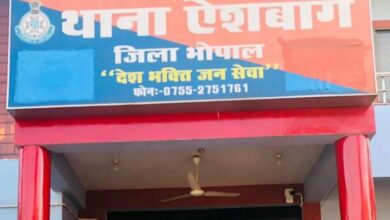 थाना ऐशबाग
जिला भोपाल
“देश भक्ति जन सेवा”
फोन:-0755-2751761